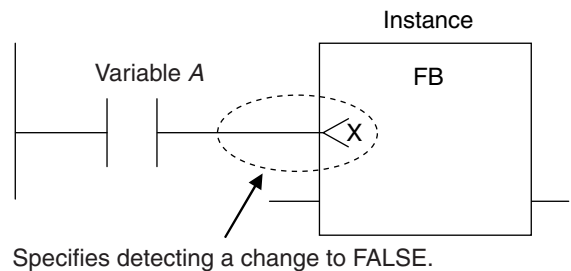 Instance
Variable A
FB
X
Specifies detecting a change to FALSE.